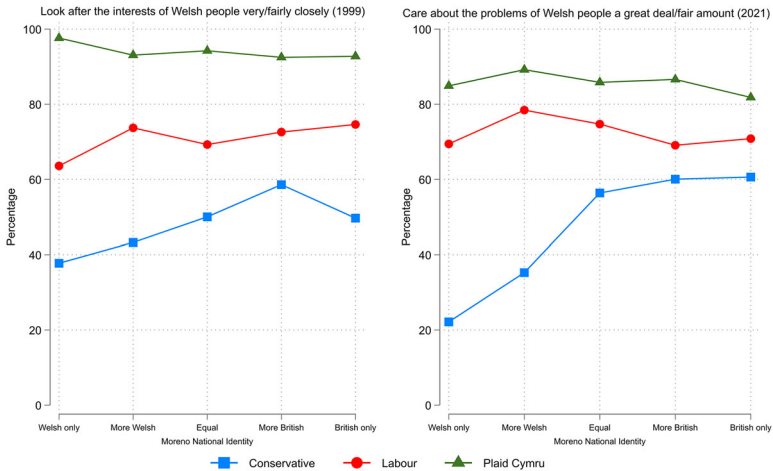 Look after the interests of Welsh people very/fairly closely (1999)
100
80
60
40
20
0
Percentage
Welsh only
More Welsh
Equal
More British
British only
Moreno National Identity
Care about the problems of Welsh people a great deal/fair amount (2021)
100
80
60
40
20
0
Percentage
Welsh only
More Welsh
Equal
More British
British only
Moreno National Identity
Conservative
Labour
Plaid Cymru